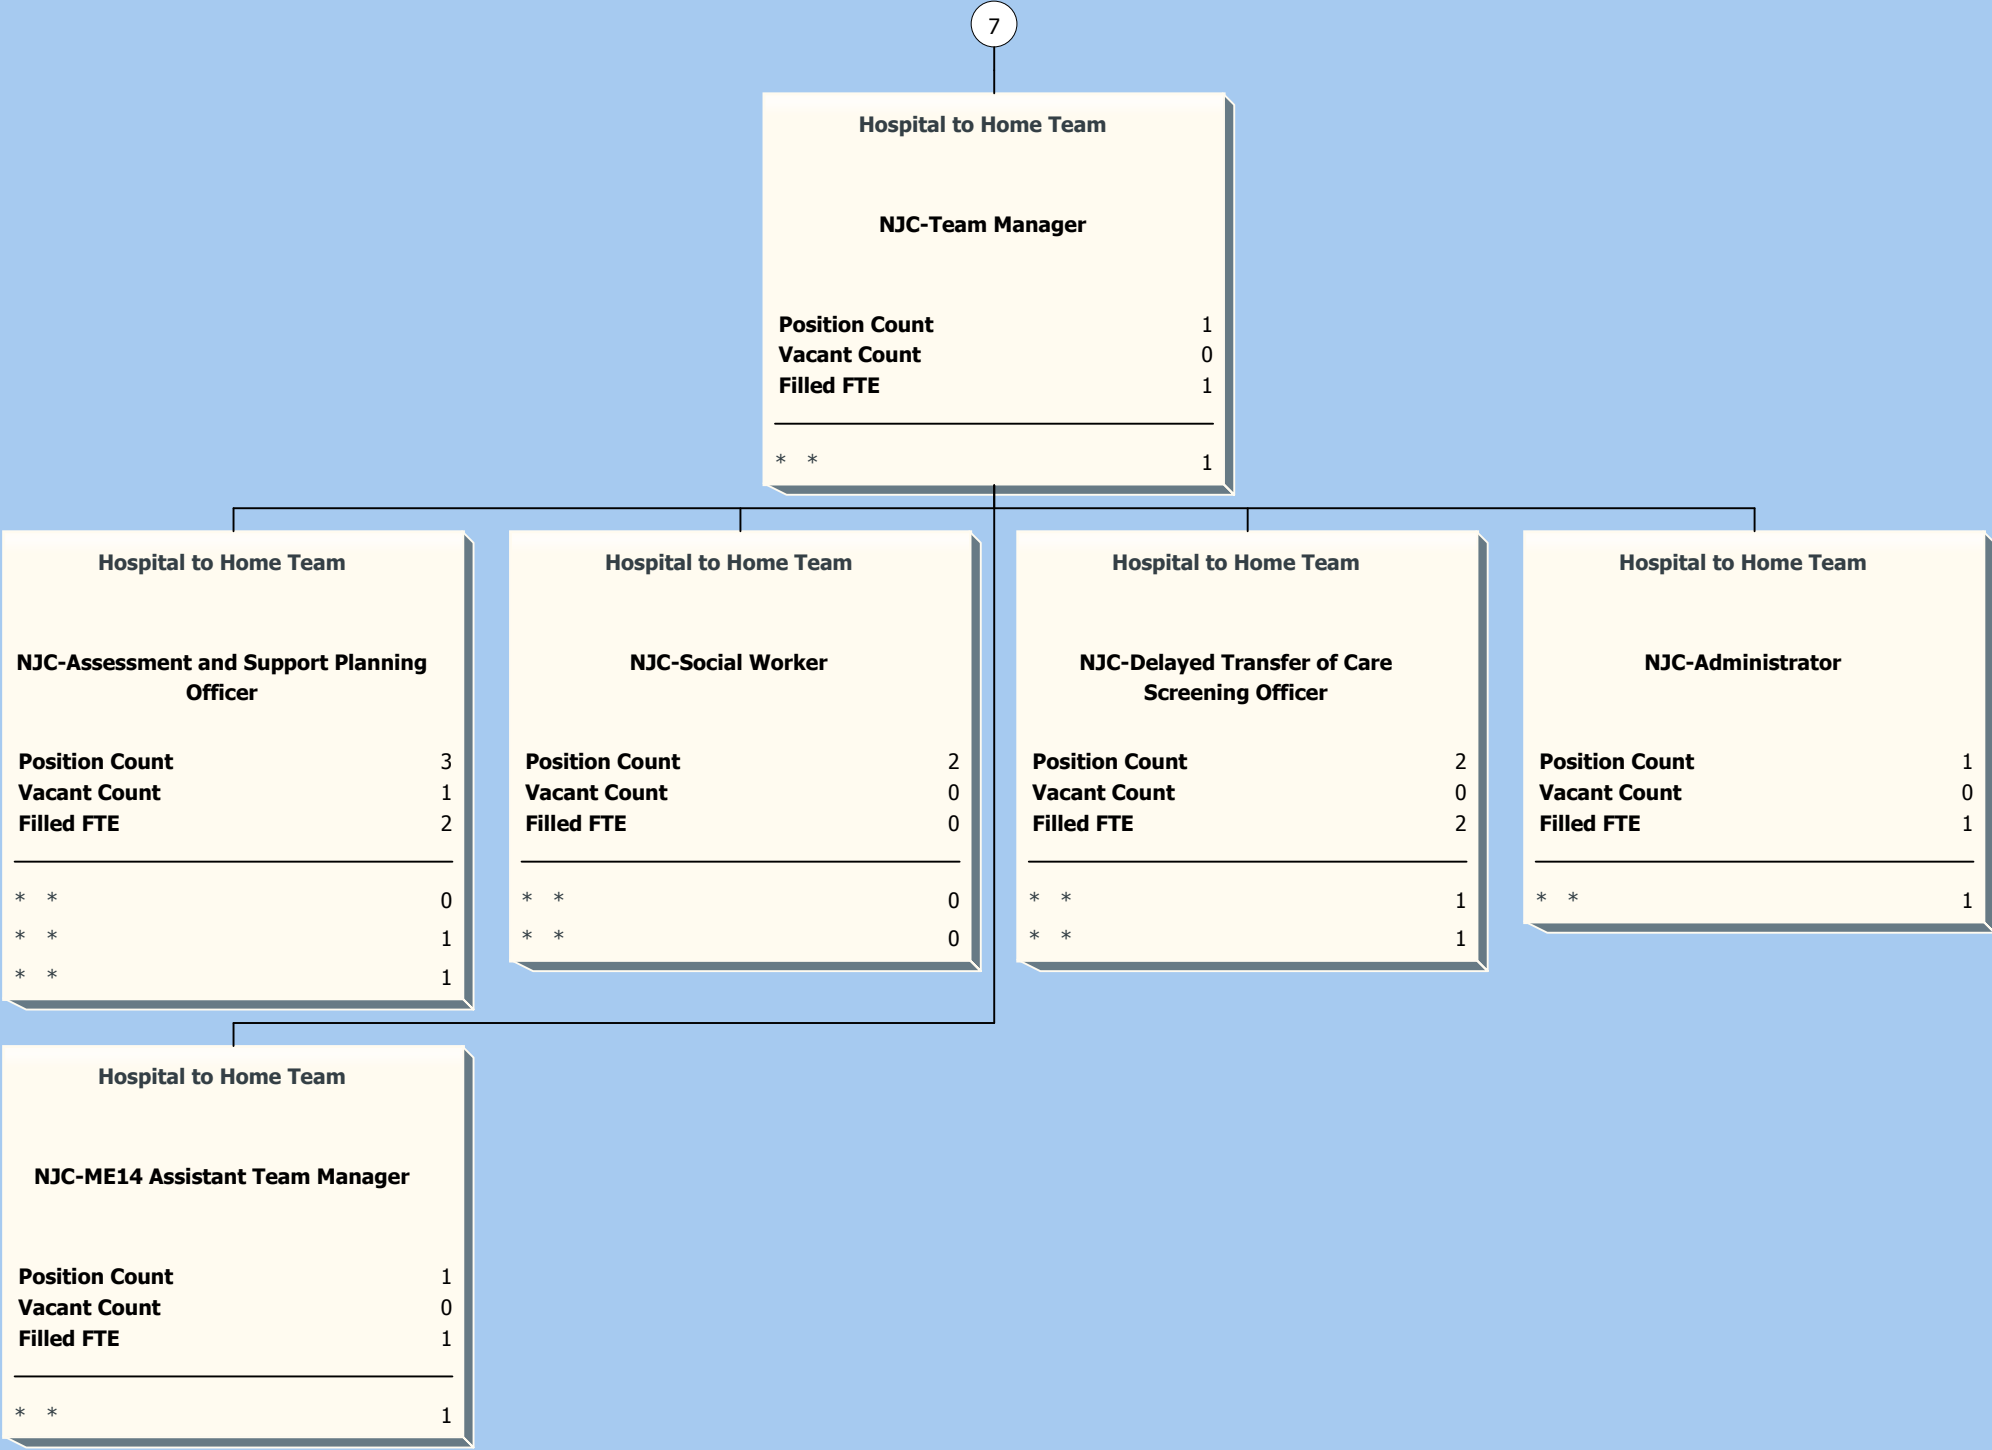 7
Hospital to Home Team
NJC-Team Manager
Position Count 1
Vacant Count 0
Filled FTE 1
* * 1
Hospital to Home Team
NJC-Assessment and Support Planning
Officer
Position Count 3
Vacant Count 1
Filled FTE 2
* * 0
* * 1
* * 1
Hospital to Home Team
NJC-Social Worker
Position Count 2
Vacant Count 0
Filled FTE 0
* * 0
* * 0
Hospital to Home Team
NJC-Delayed Transfer of Care
Screening Officer
Position Count 2
Vacant Count 0
Filled FTE 2
* * 1
* * 1
Hospital to Home Team
NJC-Administrator
Position Count 1
Vacant Count 0
Filled FTE 1
* * 1
Hospital to Home Team
NJC-ME14 Assistant Team Manager
Position Count 1
Vacant Count 0
Filled FTE 1
* * 1